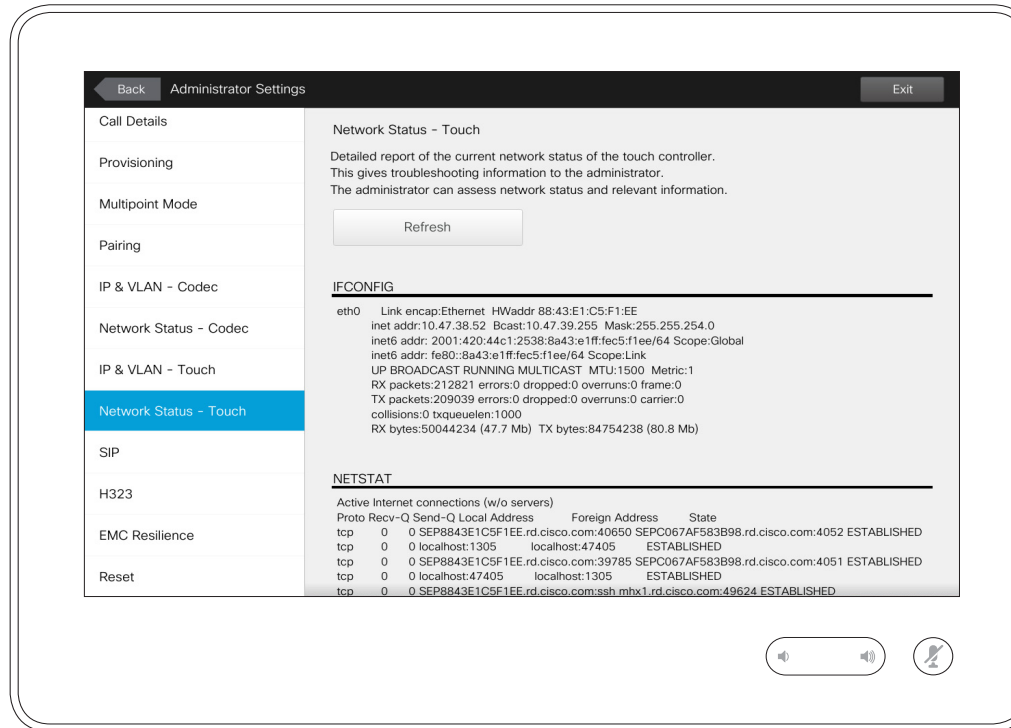 Back
Administrator Settings
Exit
Call Details
Provisioning
Multipoint Mode
Pairing
IP & VLAN - Codec
Network Status - Codec
IP & VLAN - Touch
Network Status - Touch
SIP
H323
EMC Resilience
Reset
Network Status - Touch
Detailed report of the current network status of the touch controller.
This gives troubleshooting information to the administrator.
The administrator can assess network status and relevant information.
Refresh
IFCONFIG
eth0 Link encap:Ethernet HWaddr 88:43:E1:C5:F1:EE
inet addr:10.47.38.52 Bcast:10.47.39.255 Mask:255.255.254.0
inet6 addr: 2001:420:44c1:2538:8a43:e1ff:fec5:f1ee/64 Scope:Global
inet6 addr: fe80::8a43:e1ff:fec5:f1ee/64 Scope:Link
UP BROADCAST RUNNING MULTICAST MTU:1500 Metric:1
RX packets:212821 errors:0 dropped:0 overruns:0 frame:0
TX packets:209039 errors:0 dropped:0 overruns:0 carrier:0
collisions:0 txqueuelen:1000
RX bytes:50044234 (47.7 Mb) TX bytes:84754238 (80.8 Mb)
NETSTAT
Active Internet connections (w/o servers)
Proto Recv-Q Send-Q Local Address Foreign Address State
tcp 0 0 SEP8843E1C5F1EE.rd.cisco.com:40650 SEPC067AF583B98.rd.cisco.com:4052 ESTABLISHED
tcp 0 0 localhost:1305 localhost:47405 ESTABLISHED
tcp 0 0 SEP8843E1C5F1EE.rd.cisco.com:39785 SEPC067AF583B98.rd.cisco.com:4051 ESTABLISHED
tcp 0 0 localhost:47405 localhost:1305 ESTABLISHED
tcp 0 0 SEP8843E1C5F1EE.rd.cisco.com:ssh mhx1.rd.cisco.com:49624 ESTABLISHED